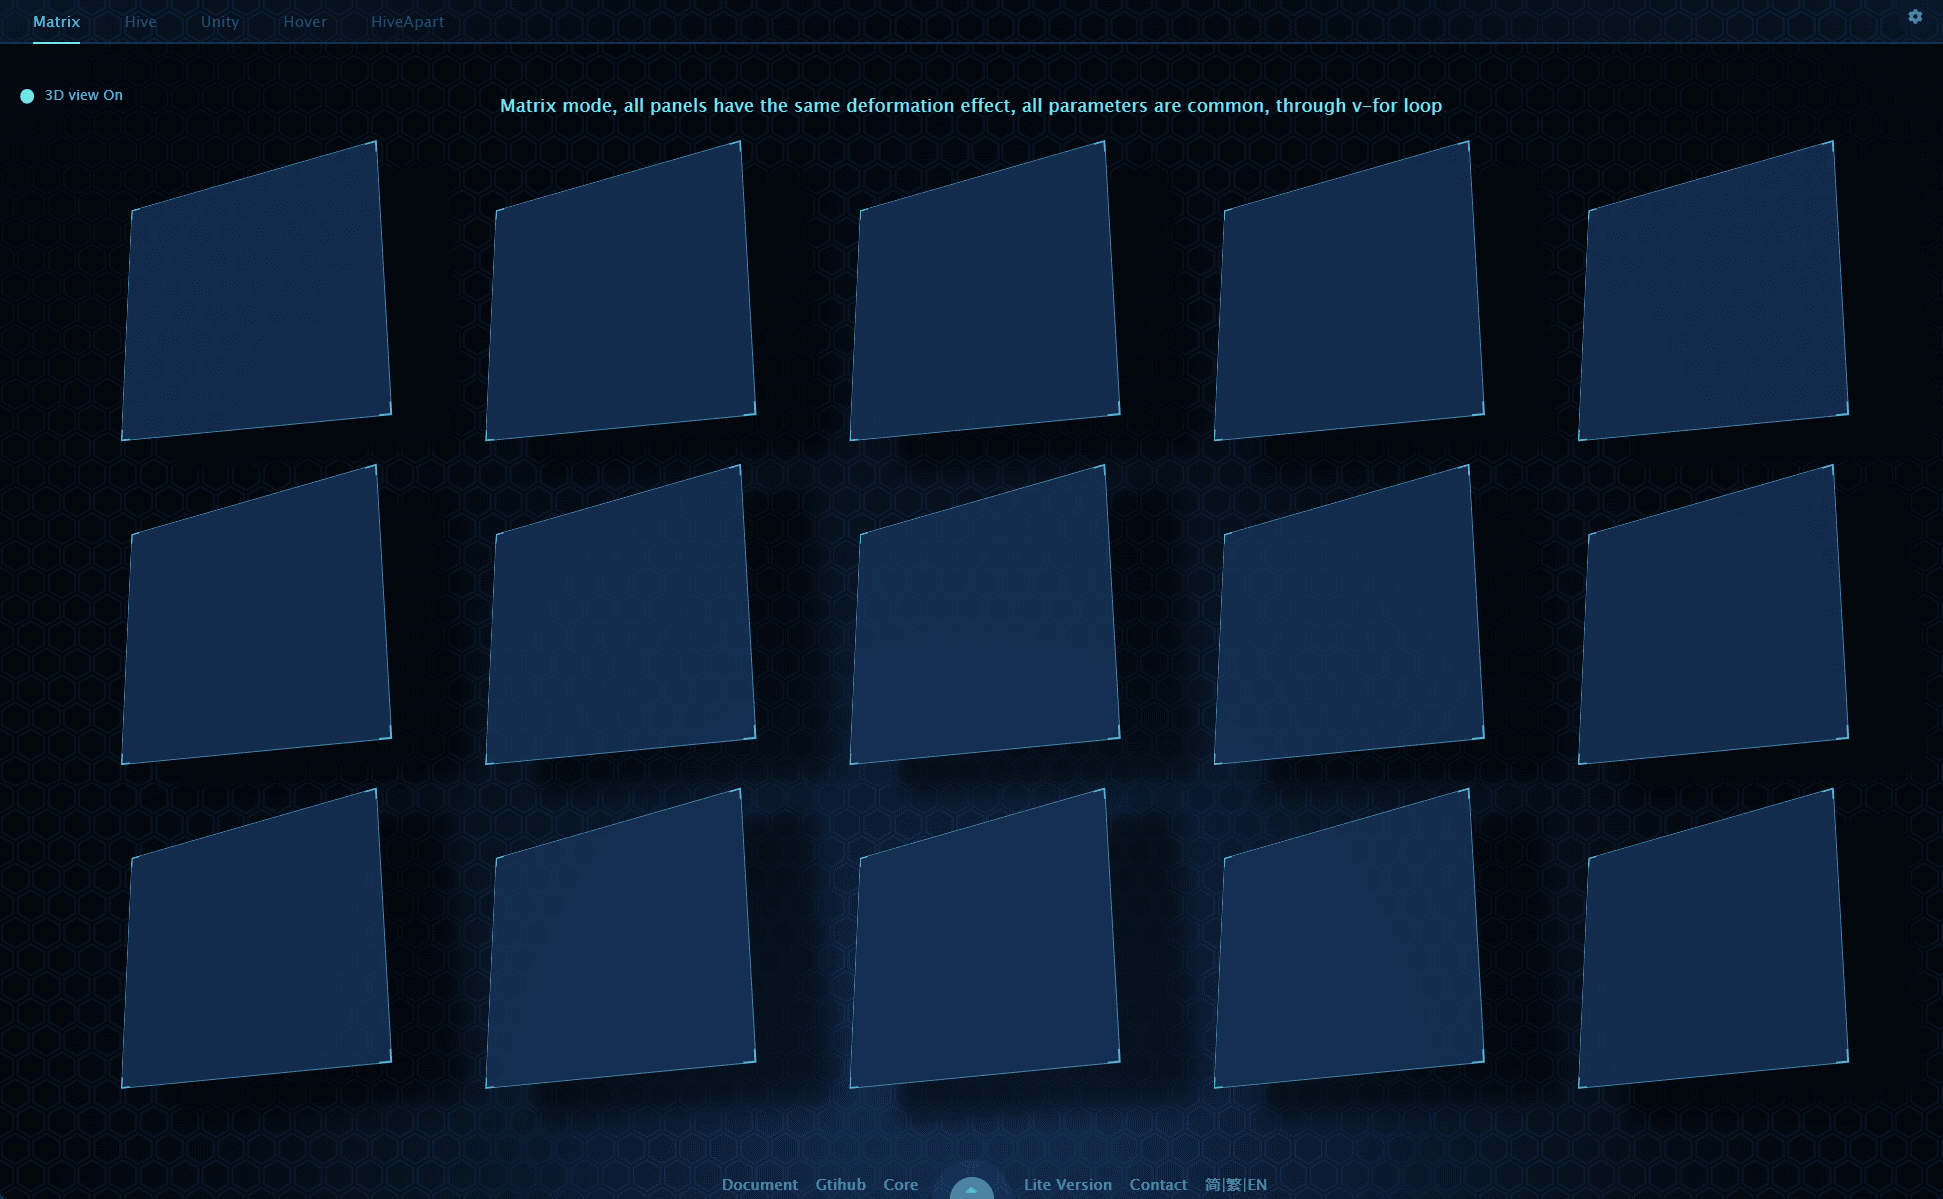 Matrix Hive Unity Hover HiveApart
3D view On
Matrix mode, all panels have the same deformation effect, all parameters are common, through v-for loop
Document Gtihub Core Lite Version Contact 简|繁|EN